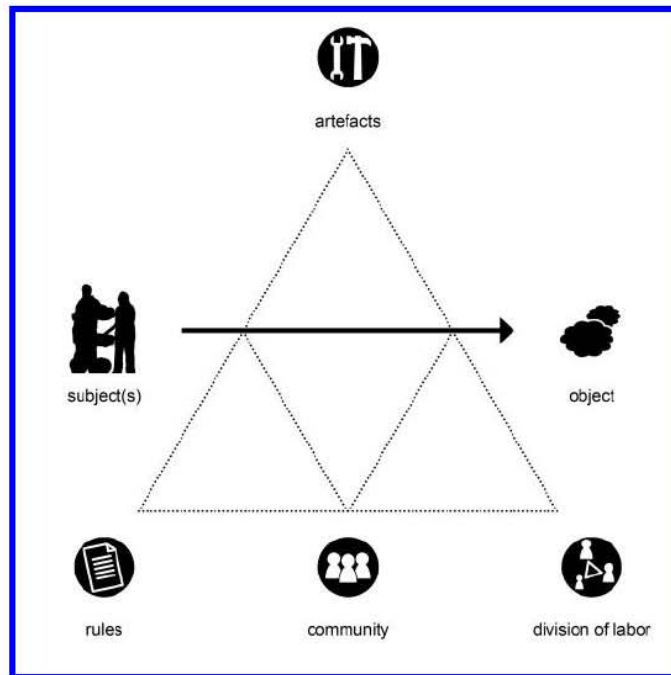 artefacts
subject(s)
object
rules
community
division of labor